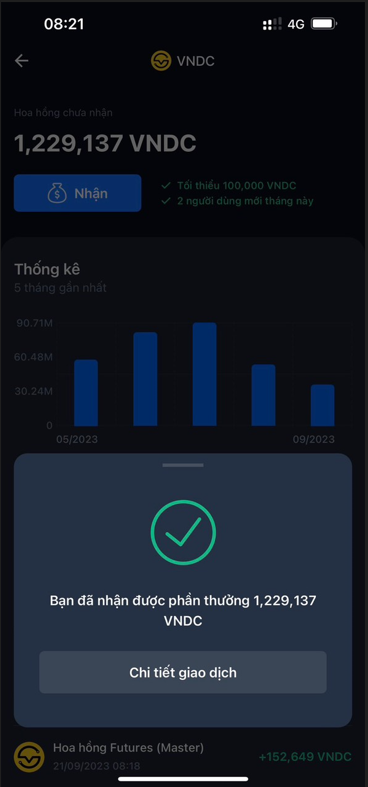 08:21
4G
VNDC
Hoa hồng chưa nhận
1,229,137 VNDC
Nhận
Tối thiểu 100,000 VNDC
2 người dùng mới tháng này
Thống kê
5 tháng gần nhất
90.71M
60.48M
30.24M
0
05/2023
09/2023
Bạn đã nhận được phần thưởng 1,229,137
VNDC
Chi tiết giao dịch
Hoa hồng Futures (Master)
21/09/2023 08:18
+152,649 VNDC